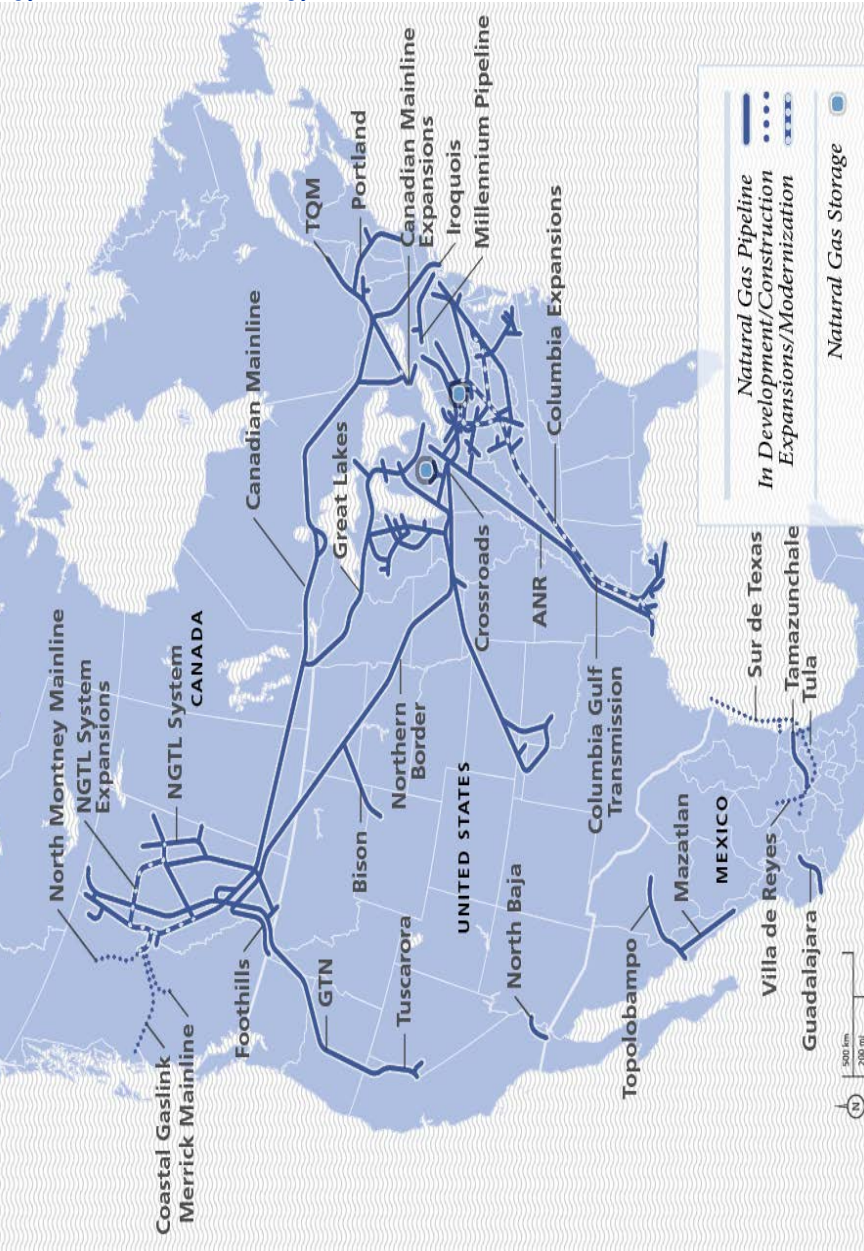 North Montney Mainline
NGTL System
Expansions
NGTL System
CANADA
Coastal Gaslink
Merrick Mainline
Foothills
GTN
Tuscarora
Bison
Northern
Border
UNITED STATES
North Baja
Canadian Mainline
Great Lakes
TQM
Portland
Canadian Mainline
Expansions
Iroquois
Millennium Pipeline
Columbia Expansions
Crossroads
ANR
Columbia Gulf
Transmission
Topolobampo
Mazatlan
MEXICO
Villa de Reyes
Guadalajara
Sur de Texas
Tamazunchale
Tula
Natural Gas Pipeline
In Development/Construction
Expansions/Modernization
Natural Gas Storage
N
500 km
200 mi